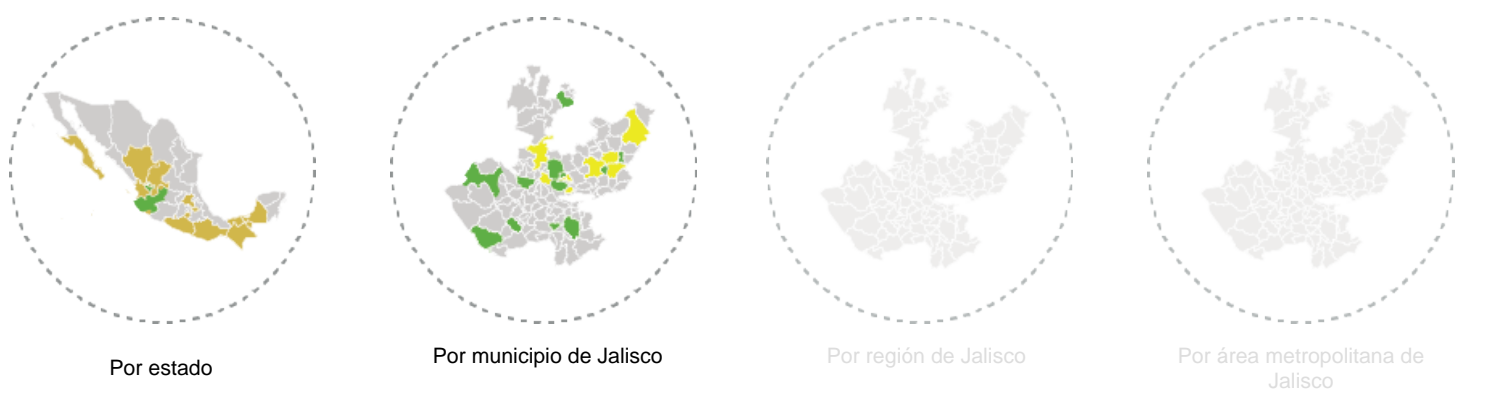 Por estado
Por municipio de Jalisco
Por región de Jalisco
Por área metropolitana de
Jalisco